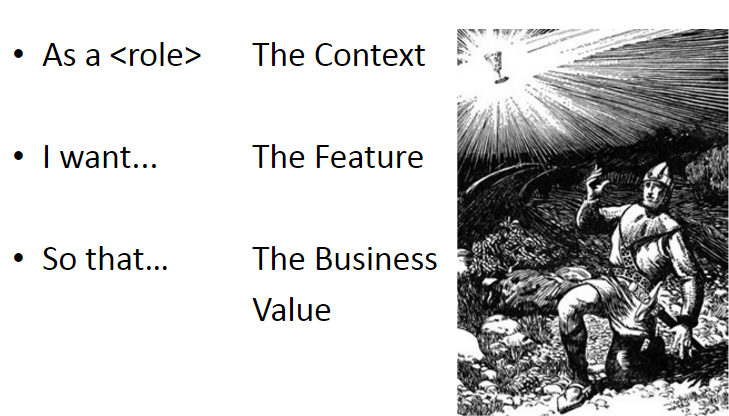 • As a <role> The Context
• I want... The Feature
• So that... The Business
Value